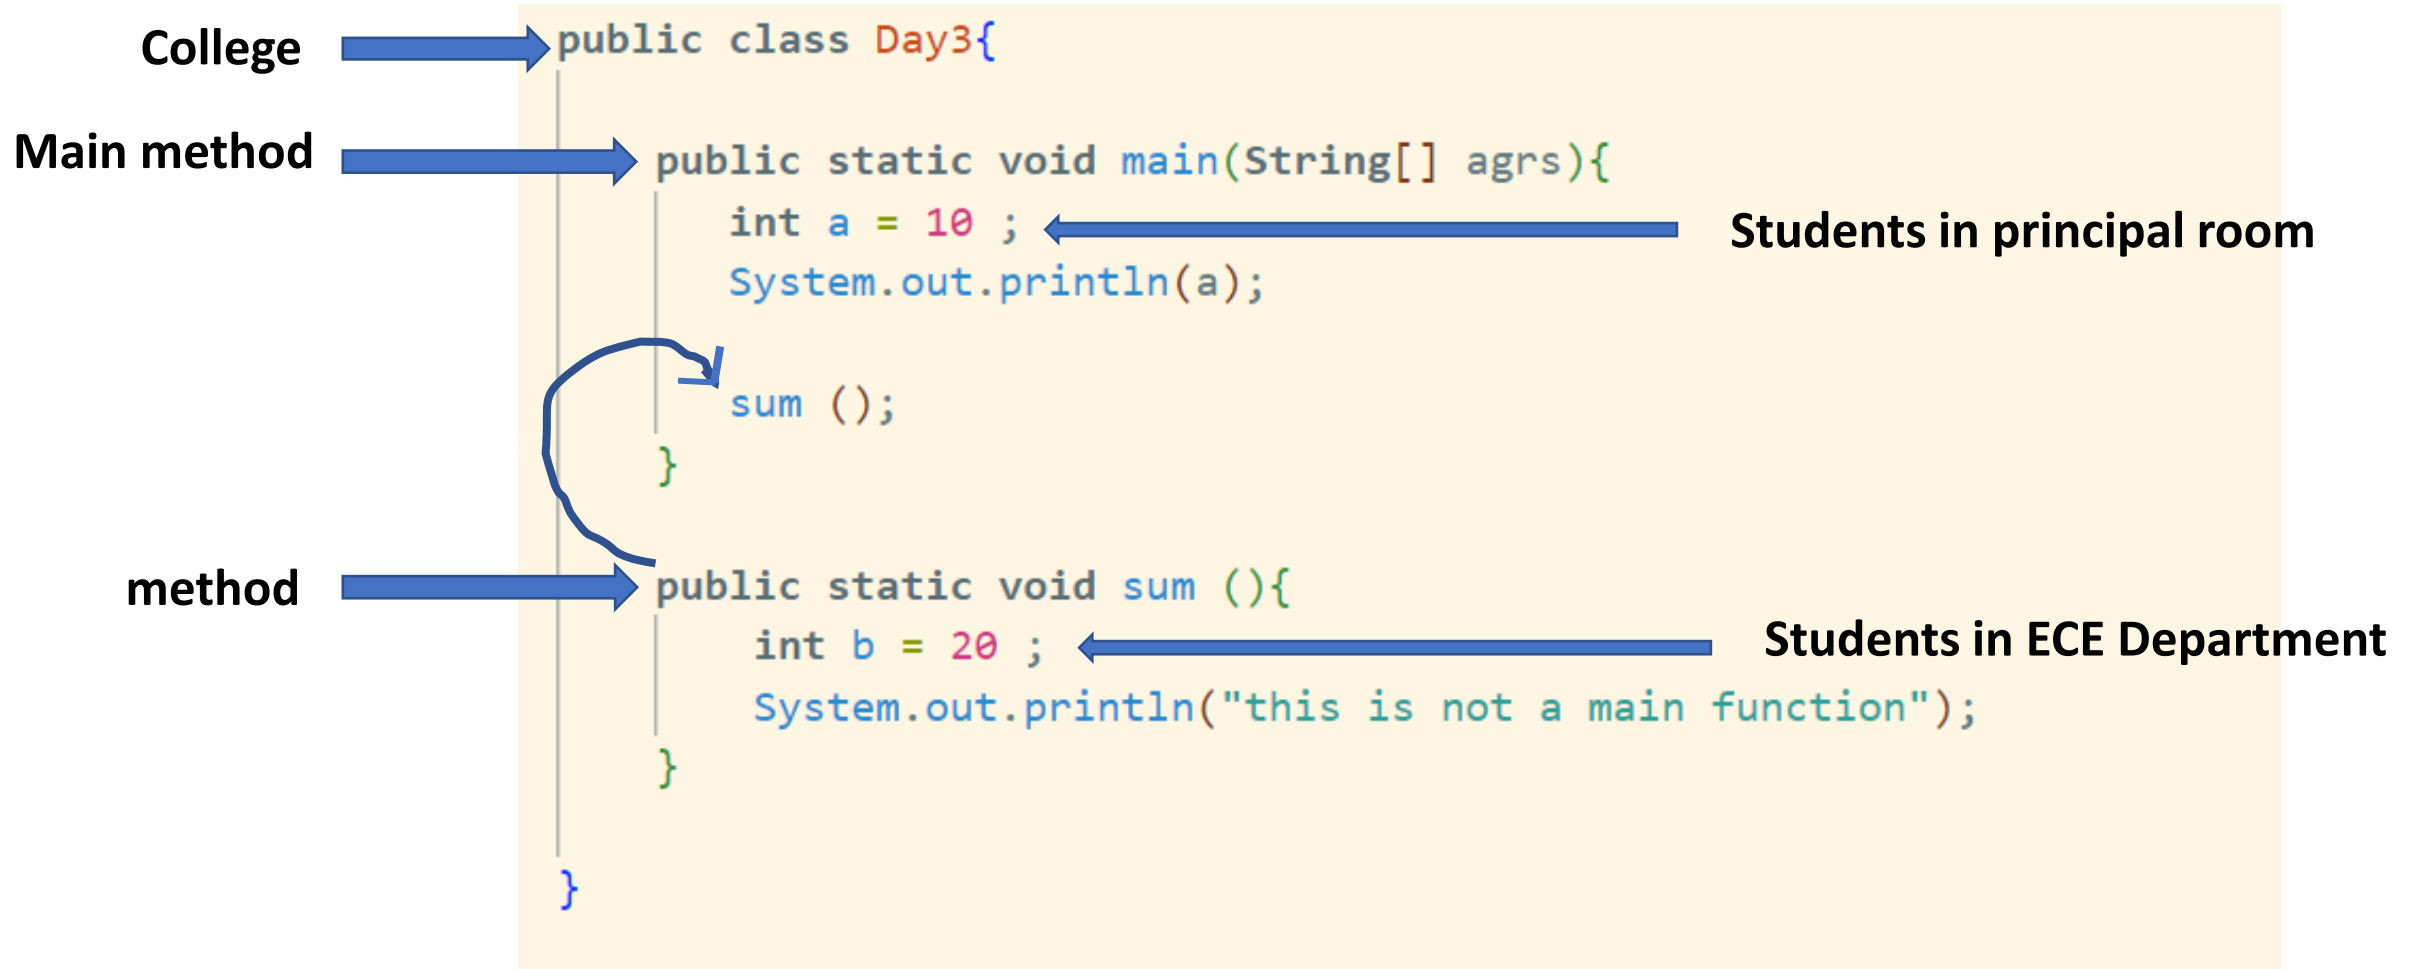 College
public class Day3{
Main method
public static void main(String[] agrs){
int a = 10 ;
Students in principal room
System.out.println(a);
sum ();
}
method
public static void sum (){
int b = 20 ;
Students in ECE Department
System.out.println("this is not a main function");
}
}